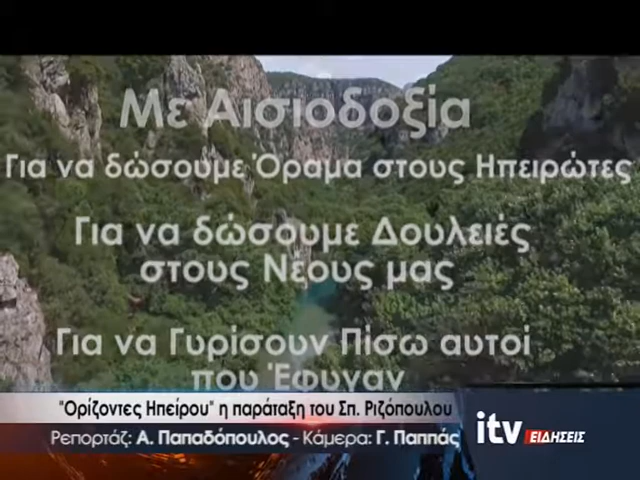 Με Αισιοδοξία
Για να δώσουμε Όραμα στους Ηπειρώτες
Για να δώσουμε Δουλειές
στους Νέους μας
Για να Γυρίσουν Πίσω αυτοί
που Έφυγαν
"Ορίζοντες Ηπείρου" η παράταξη του Σπ. Ριζόπουλου
Ρεπορτάζ: Α. Παπαδόπουλος - Κάμερα: Γ. Παππάς
itv ΕΙΔΗΣΕΙΣ